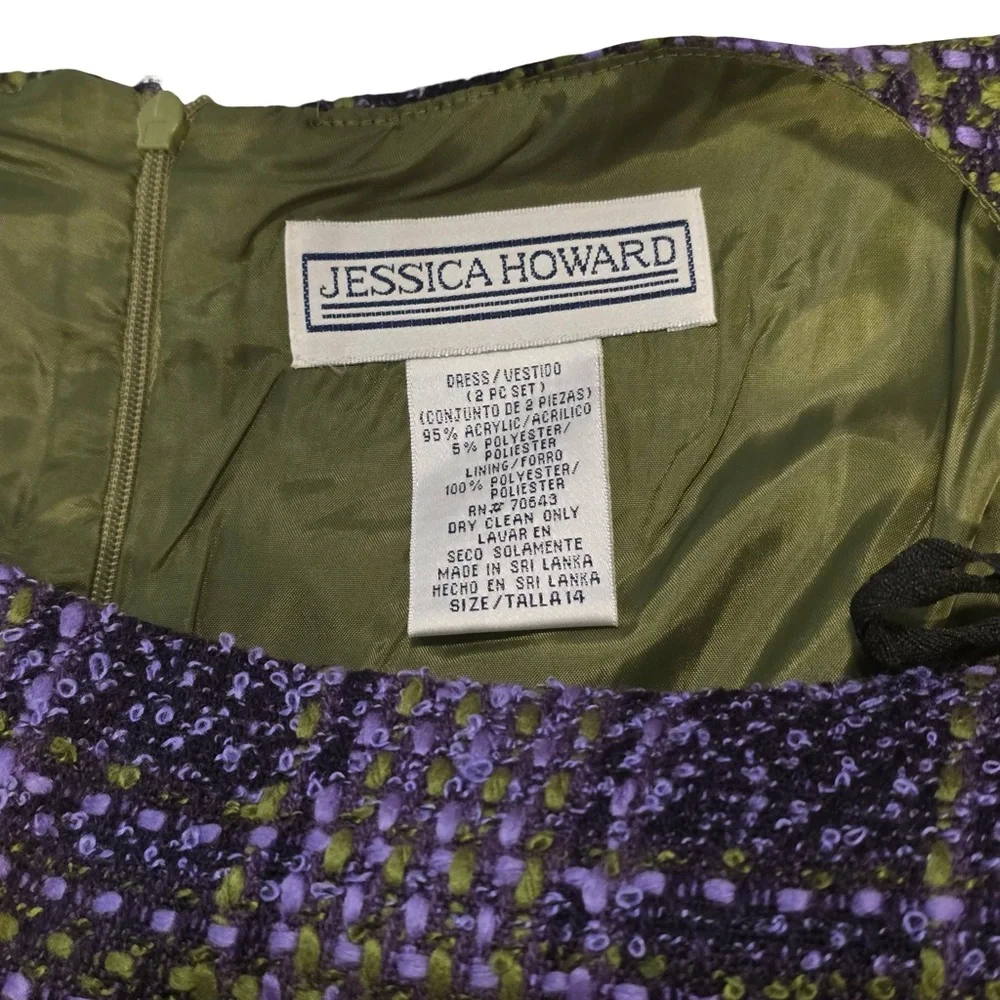 JESSICA HOWARD
DRESS/VESTIDO
(2 PC SET)
(CONJUNTO DE 2 PIEZAS)
95% ACRYLIC/ACRILICO
5% POLYESTER/
POLIESTER
LINING/FORRO
100% POLYESTER/
POLIESTER
RN# 70643
DRY CLEAN ONLY
LAVAR EN
SECO SOLAMENTE
MADE IN SRI LANKA
HECHO EN SRI LANKA
SIZE/TALLA 14